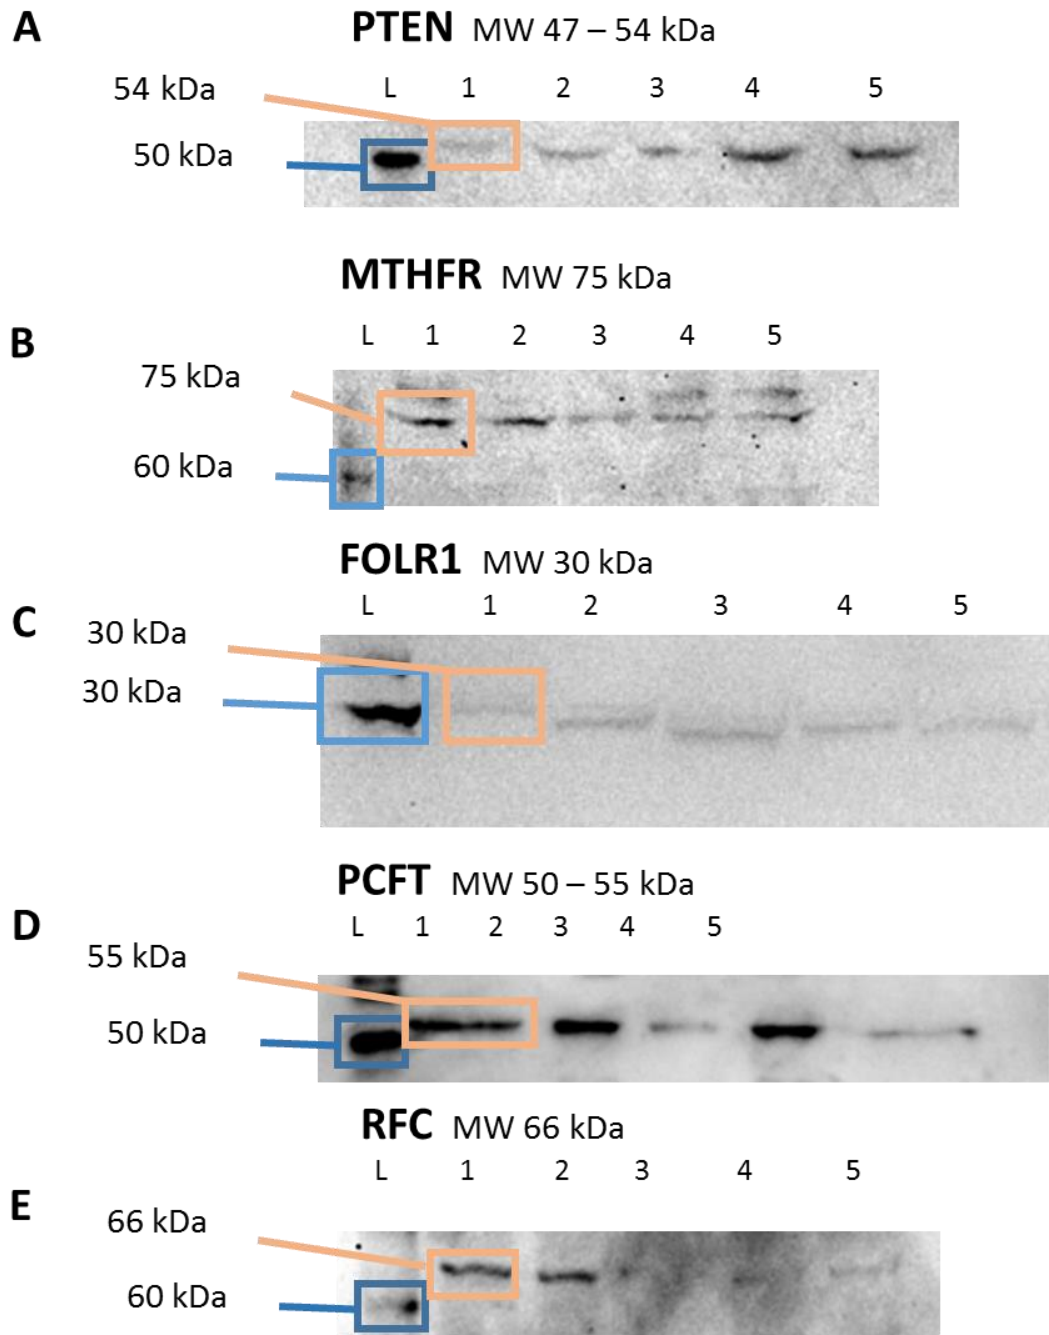 A
PTEN MW 47 – 54 kDa
54 kDa
L 1 2 3 4 5
50 kDa
MTHFR MW 75 kDa
B
L 1 2 3 4 5
75 kDa
60 kDa
FOLR1 MW 30 kDa
C
L 1 2 3 4 5
30 kDa
30 kDa
PCFT MW 50 – 55 kDa
D
L 1 2 3 4 5
55 kDa
50 kDa
RFC MW 66 kDa
L 1 2 3 4 5
E
66 kDa
60 kDa